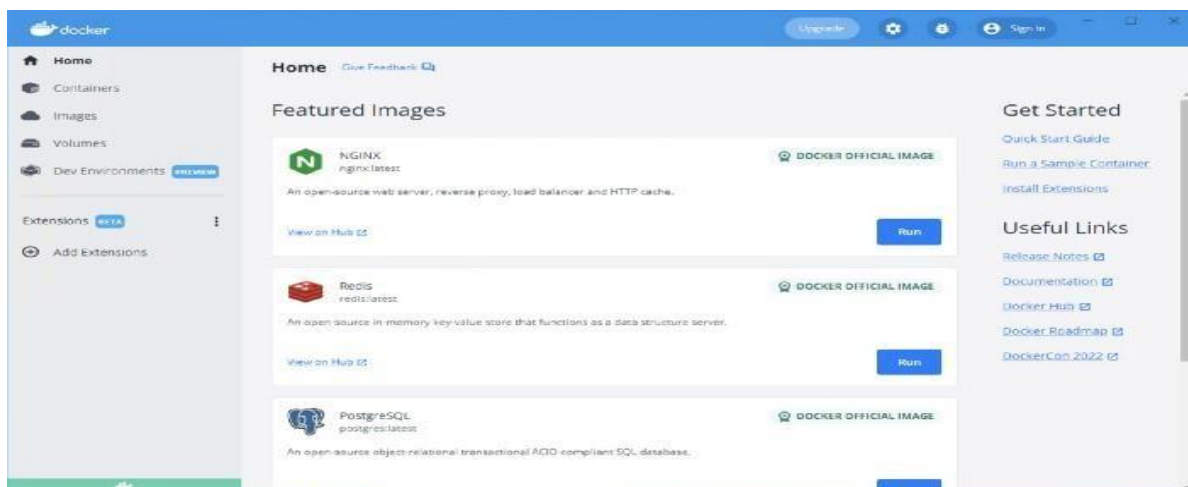 docker
Upgrade
Sign in
Home
Containers
Images
Volumes
Dev Environments PREVIEW
Extensions BETA
Add Extensions
Home Give Feedback
Featured Images
NGINX
nginx:latest
DOCKER OFFICIAL IMAGE
An open-source web server, reverse proxy, load balancer and HTTP cache.
View on Hub
Run
Redis
redis:latest
DOCKER OFFICIAL IMAGE
An open source in-memory key-value store that functions as a data structure server.
View on Hub
Run
PostgreSQL
postgres:latest
DOCKER OFFICIAL IMAGE
An open-source object-relational transactional ACID-compliant SQL database.
Run
Get Started
Quick Start Guide
Run a Sample Container
Install Extensions
Useful Links
Release Notes
Documentation
Docker Hub
Docker Roadmap
DockerCon 2022